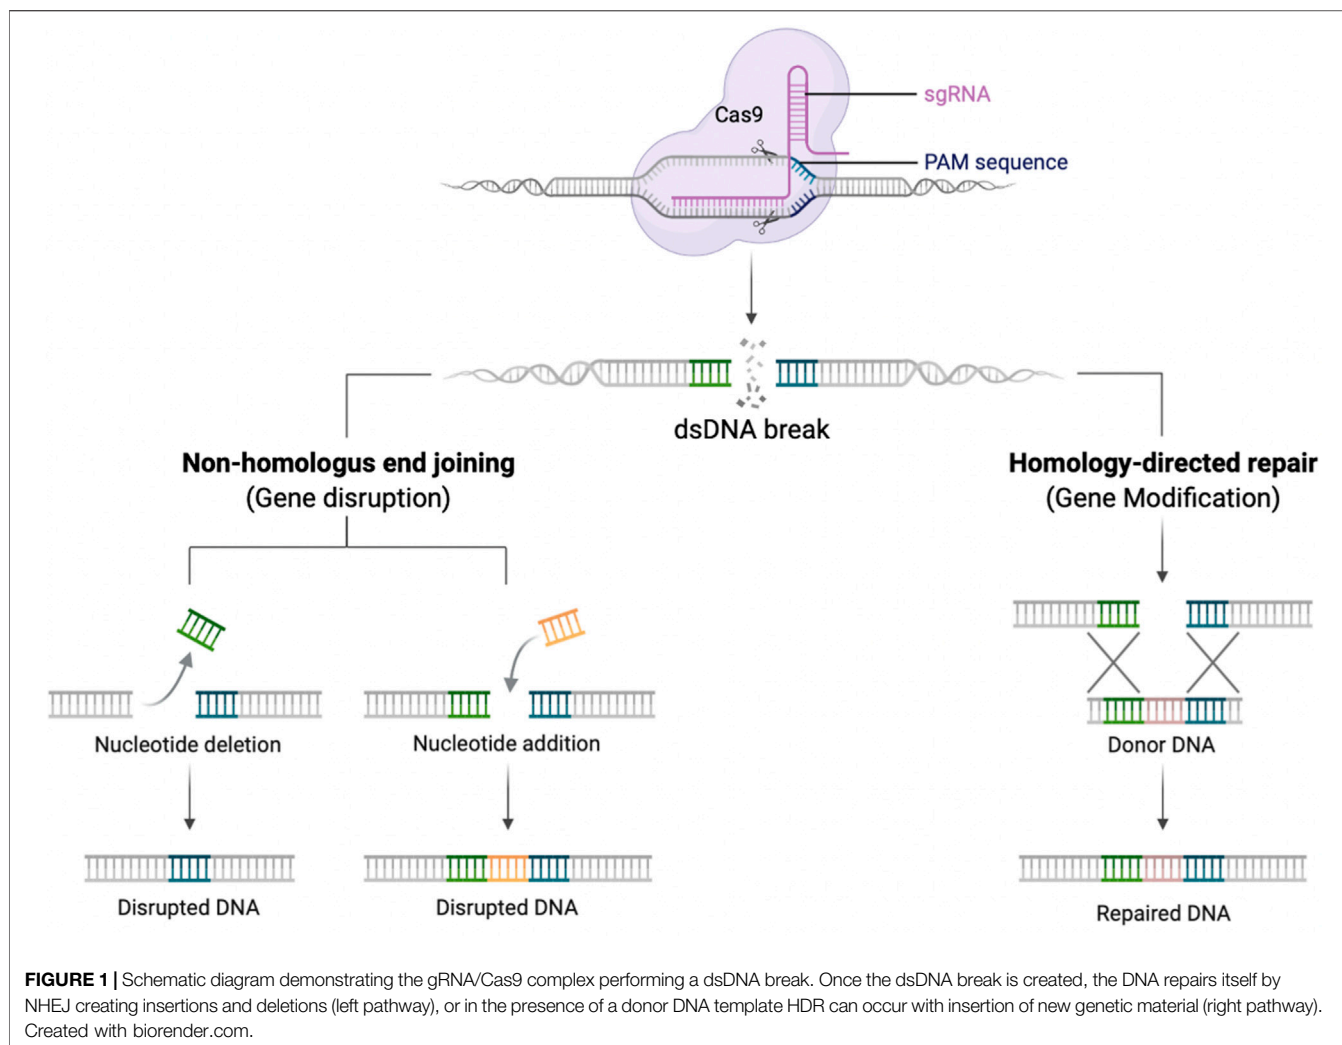 sgRNA
Cas9
PAM sequence
dsDNA break
Non-homologus end joining
(Gene disruption)
Homology-directed repair
(Gene Modification)
Nucleotide deletion
Nucleotide addition
Donor DNA
Disrupted DNA
Disrupted DNA
Repaired DNA
FIGURE 1 | Schematic diagram demonstrating the gRNA/Cas9 complex performing a dsDNA break. Once the dsDNA break is created, the DNA repairs itself by
NHEJ creating insertions and deletions (left pathway), or in the presence of a donor DNA template HDR can occur with insertion of new genetic material (right pathway).
Created with biorender.com.